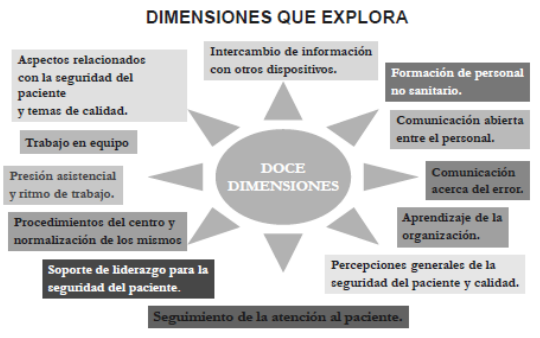 DIMENSIONES QUE EXPLORA
Aspectos relacionados
con la seguridad del
paciente
y temas de calidad.
Intercambio de información
con otros dispositivos.
Formación de personal
no sanitario.
Trabajo en equipo
Comunicación abierta
entre el personal.
DOCE
DIMENSIONES
Presión asistencial
y ritmo de trabajo.
Comunicación
acerca del error.
Procedimientos del centro y
normalización de los mismos
Aprendizaje de la
organización.
Soporte de liderazgo para la
seguridad del paciente.
Percepciones generales de la
seguridad del paciente y calidad.
Seguimiento de la atención al paciente.